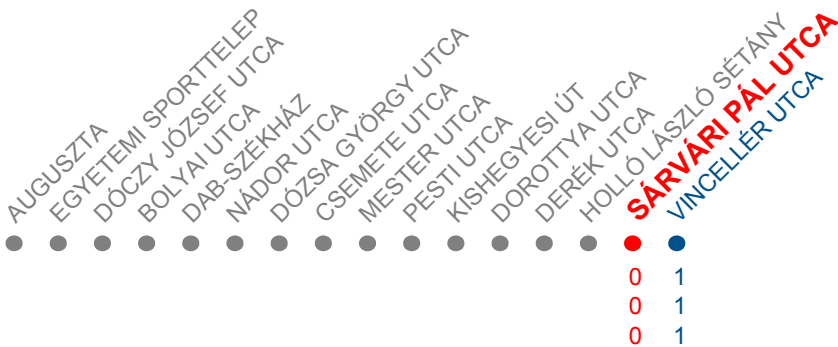 AUGUSZTA
EGYETEMI SPORTTELEP
DÓCZY JÓZSEF UTCA
BOLYAI UTCA
DAB-SZÉKHÁZ
NÁDOR UTCA
DÓZSA GYÖRGY UTCA
CSEMETE UTCA
MESTER UTCA
PESTI UTCA
KISHEGYESI ÚT
DOROTTYA UTCA
DERÉK UTCA
HOLLÓ LÁSZLÓ SÉTÁNY
SÁRVÁRI PÁL UTCA
VINCELLÉR UTCA
0 1
0 1
0 1